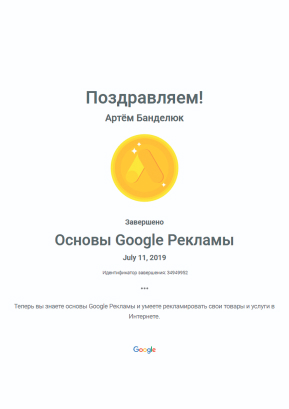 Поздравляем!
Артём Банделюк
Завершено
Основы Google Рекламы
July 11, 2019
Идентификатор завершения: 34949952
***
Теперь вы знаете основы Google Рекламы и умеете рекламировать свои товары и услуги в
Интернете.
Google